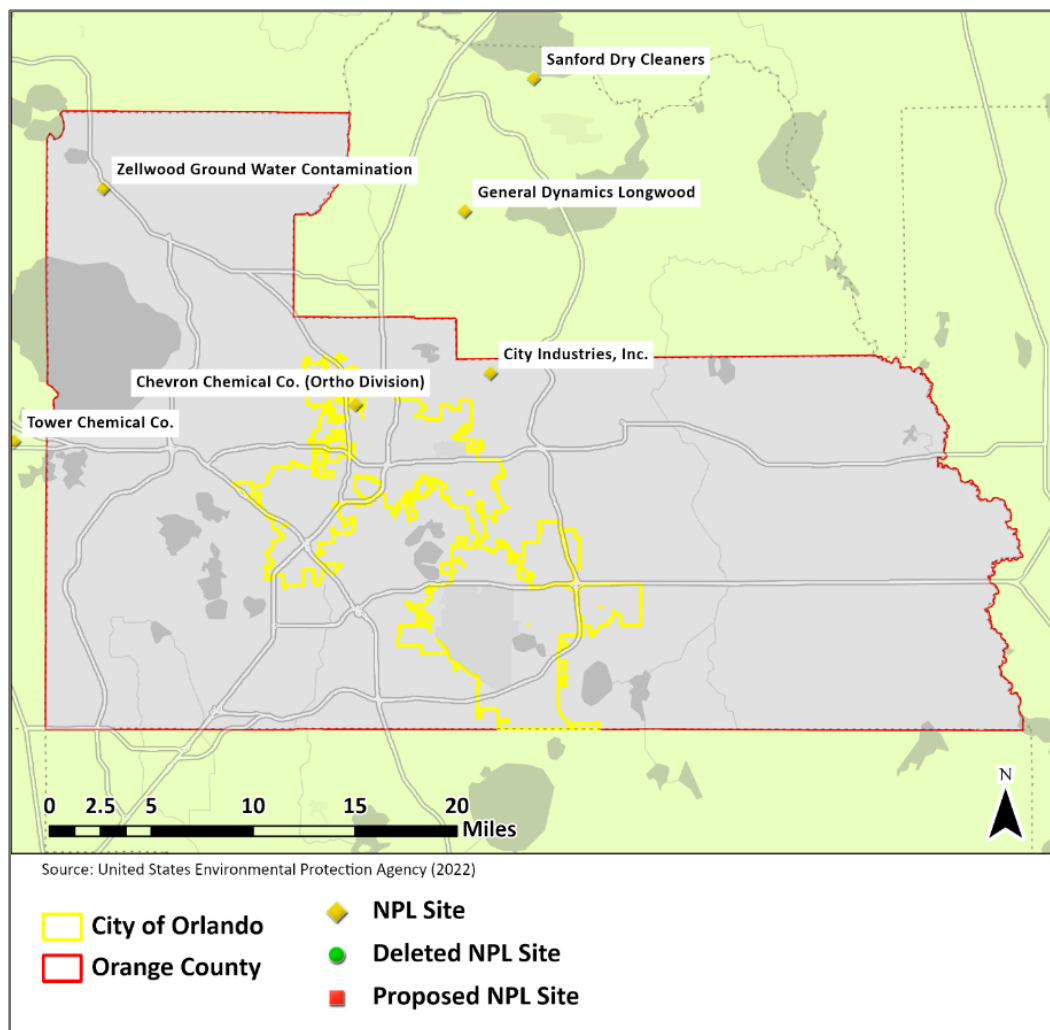 Sanford Dry Cleaners
Zellwood Ground Water Contamination
General Dynamics Longwood
City Industries, Inc.
Chevron Chemical Co. (Ortho Division)
Tower Chemical Co.
N
0 2.5 5 10 15 20
Miles
Source: United States Environmental Protection Agency (2022)
City of Orlando
Orange County
NPL Site
Deleted NPL Site
Proposed NPL Site